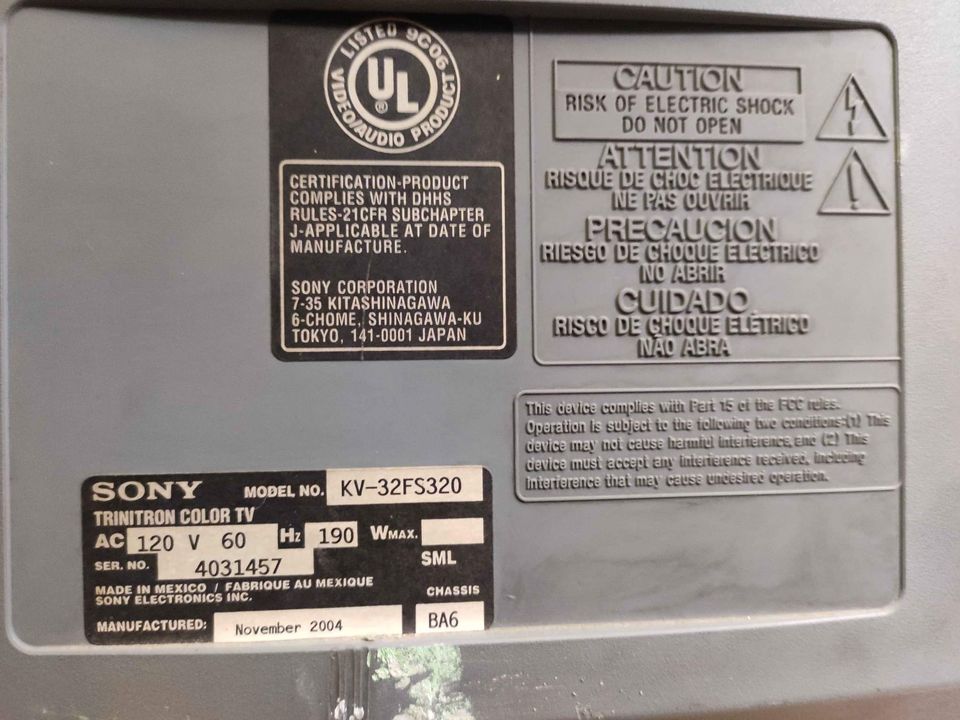 LISTED 9C06
UL
®
VIDEO/AUDIO PRODUCT
CERTIFICATION-PRODUCT
COMPLIES WITH DHHS
RULES-21CFR SUBCHAPTER
J-APPLICABLE AT DATE OF
MANUFACTURE.
SONY CORPORATION
7-35 KITASHINAGAWA
6-CHOME, SHINAGAWA-KU
TOKYO, 141-0001 JAPAN
CAUTION
RISK OF ELECTRIC SHOCK
DO NOT OPEN
ATTENTION
RISQUE DE CHOC ELECTRIQUE
NE PAS OUVRIR
PRECAUCION
RIESGO DE CHOQUE ELECTRICO
NO ABRIR
CUIDADO
RISCO DE CHOQUE ELÉTRICO
NÃO ABRA
This device complies with Part 15 of the FCC rules.
Operation is subject to the following two conditions:(1) This
device may not cause harmful interference, and (2) This
device must accept any interference received, including
interference that may cause undesired operation.
SONY MODEL NO. KV-32FS320
TRINITRON COLOR TV
AC 120 V 60 Hz 190 WMAX.
SER. NO. 4031457 SML
MADE IN MEXICO / FABRIQUE AU MEXIQUE
SONY ELECTRONICS INC. CHASSIS
MANUFACTURED: November 2004 BA6